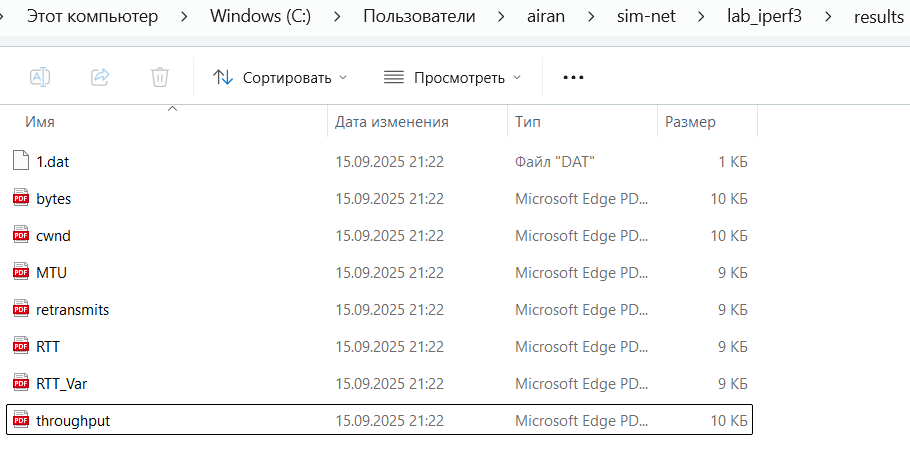 Этот компьютер > Windows (C:) > Пользователи > airan > sim-net > lab_iperf3 > results
Сортировать Просмотреть
Имя Дата изменения Тип Размер
1.dat 15.09.2025 21:22 Файл "DAT" 1 КБ
bytes 15.09.2025 21:22 Microsoft Edge PD... 10 КБ
cwnd 15.09.2025 21:22 Microsoft Edge PD... 10 КБ
MTU 15.09.2025 21:22 Microsoft Edge PD... 9 КБ
retransmits 15.09.2025 21:22 Microsoft Edge PD... 9 КБ
RTT 15.09.2025 21:22 Microsoft Edge PD... 9 КБ
RTT_Var 15.09.2025 21:22 Microsoft Edge PD... 9 КБ
throughput 15.09.2025 21:22 Microsoft Edge PD... 10 КБ